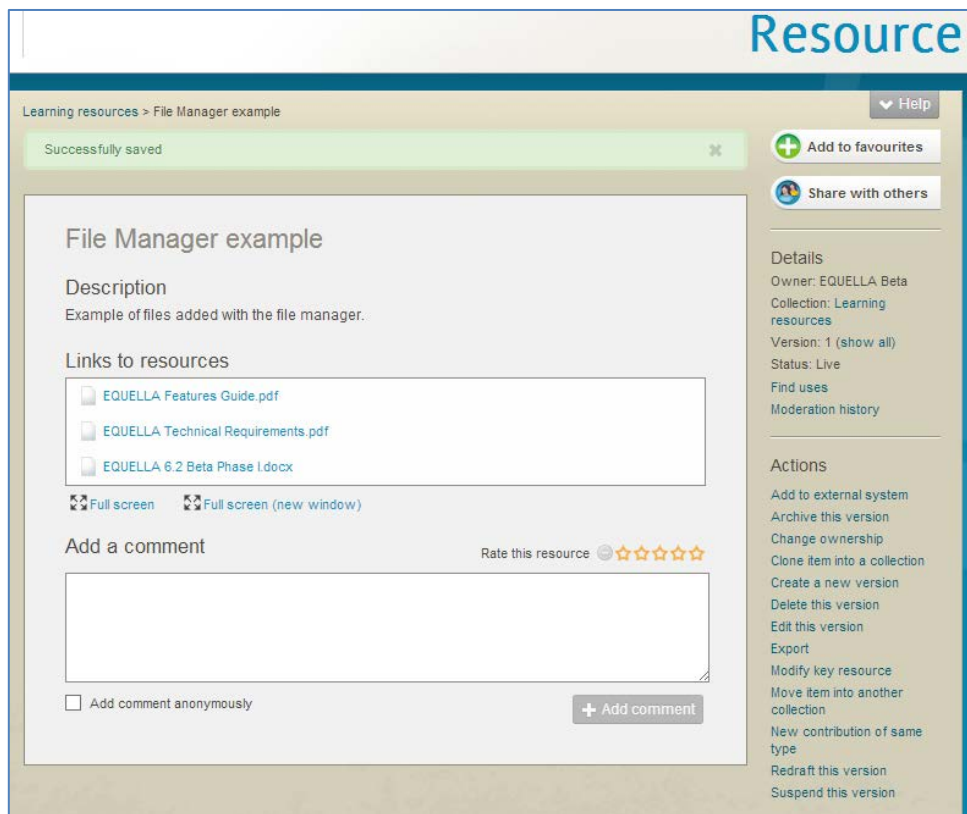 Resource
Learning resources > File Manager example
Help
Successfully saved
Add to favourites
Share with others
File Manager example
Description
Example of files added with the file manager.
Links to resources
EQUELLA Features Guide.pdf
EQUELLA Technical Requirements.pdf
EQUELLA 6.2 Beta Phase I.docx
Full screen
Full screen (new window)
Add a comment
Rate this resource
Add comment anonymously
Add comment
Details
Owner: EQUELLA Beta
Collection: Learning
resources
Version: 1 (show all)
Status: Live
Find uses
Moderation history
Actions
Add to external system
Archive this version
Change ownership
Clone item into a collection
Create a new version
Delete this version
Edit this version
Export
Modify key resource
Move item into another
collection
New contribution of same
type
Redraft this version
Suspend this version